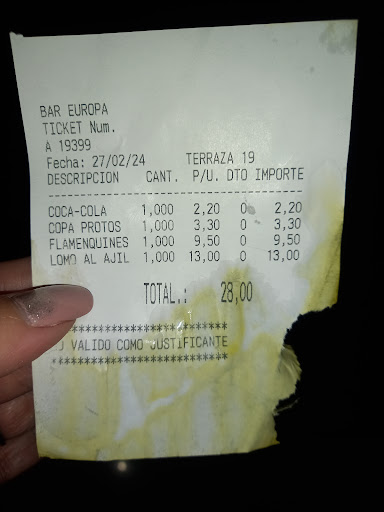 BAR EUROPA
TICKET Num.
A 19399
Fecha: 27/02/24 TERRAZA 19
DESCRIPCION CANT. P/U. DTO IMPORTE
--------------------------------
COCA-COLA 1,000 2,20 0 2,20
COPA PROTOS 1,000 3,30 0 3,30
FLAMENQUINES 1,000 9,50 0 9,50
LOMO AL AJIL 1,000 13,00 0 13,00
TOTAL.: 28,00
**********************
VALIDO COMO JUSTIFICANTE
**********************